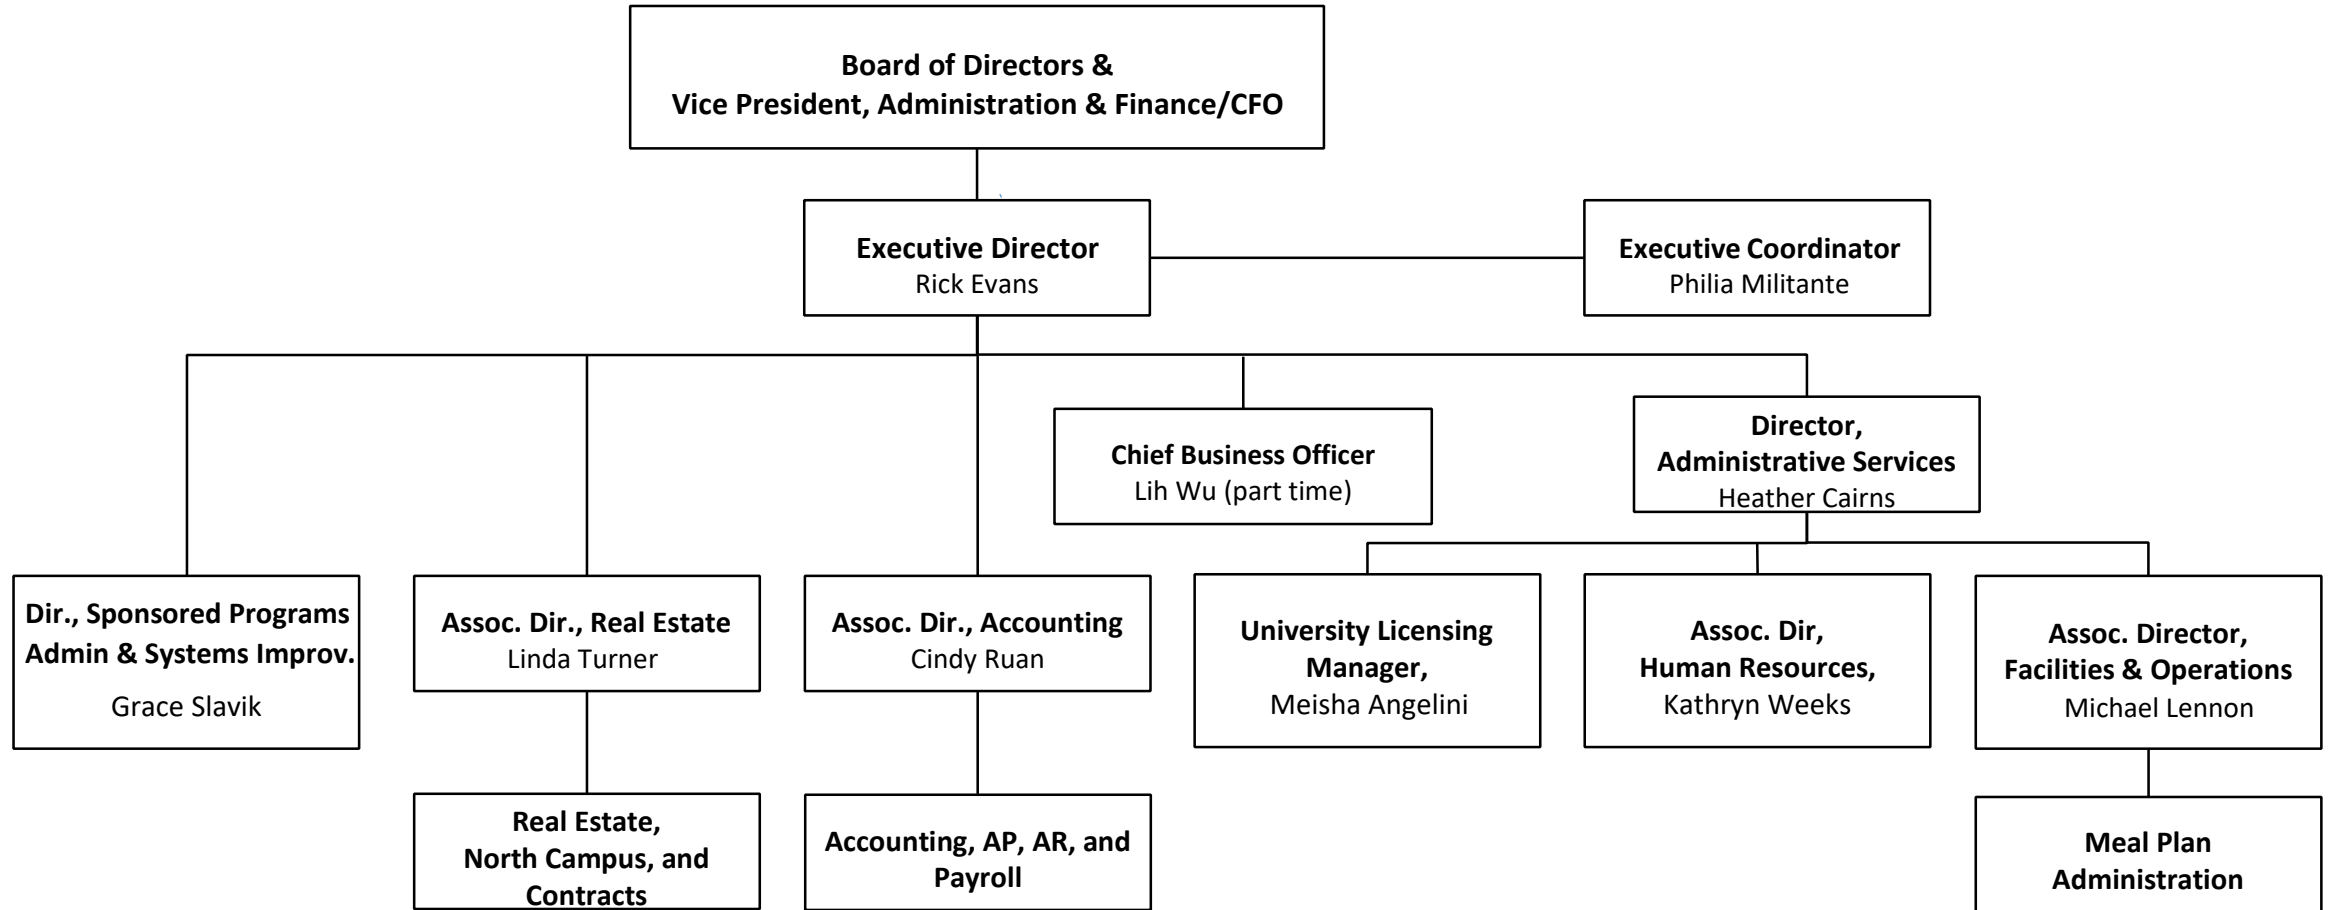 Board of Directors &
Vice President, Administration & Finance/CFO
Executive Director
Rick Evans
Executive Coordinator
Philia Militante
Chief Business Officer
Lih Wu (part time)
Director,
Administrative Services
Heather Cairns
Dir., Sponsored Programs
Admin & Systems Improv.
Grace Slavik
Assoc. Dir., Real Estate
Linda Turner
Assoc. Dir., Accounting
Cindy Ruan
University Licensing
Manager,
Meisha Angelini
Assoc. Dir,
Human Resources,
Kathryn Weeks
Assoc. Director,
Facilities & Operations
Michael Lennon
Real Estate,
North Campus, and
Contracts
Accounting, AP, AR, and
Payroll
Meal Plan
Administration